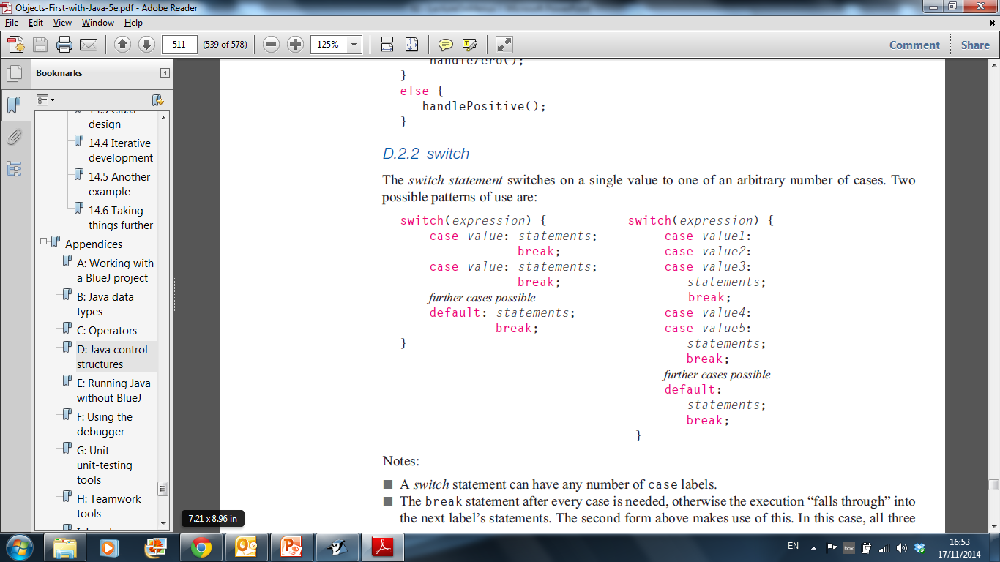 Objects-First-with-Java-5e.pdf - Adobe Reader
File Edit View Window Help
511 (539 of 578) 125% Comment Share
Bookmarks
14.3 Class
design
14.4 Iterative
development
14.5 Another
example
14.6 Taking
things further
Appendices
A: Working with
a BlueJ project
B: Java data
types
C: Operators
D: Java control
structures
E: Running Java
without BlueJ
F: Using the
debugger
G: Unit
unit-testing
tools
H: Teamwork
tools
7.21 x 8.96 in
handleZero();
}
else {
handlePositive();
}
D.2.2 switch
The switch statement switches on a single value to one of an arbitrary number of cases. Two
possible patterns of use are:
switch(expression) {
case value: statements;
break;
case value: statements;
break;
further cases possible
default: statements;
break;
}
switch(expression) {
case value1:
case value2:
case value3:
statements;
break;
case value4:
case value5:
statements;
break;
further cases possible
default:
statements;
break;
}
Notes:
■ A switch statement can have any number of case labels.
■ The break statement after every case is needed, otherwise the execution “falls through” into
the next label’s statements. The second form above makes use of this. In this case, all three
EN
box
16:53
17/11/2014